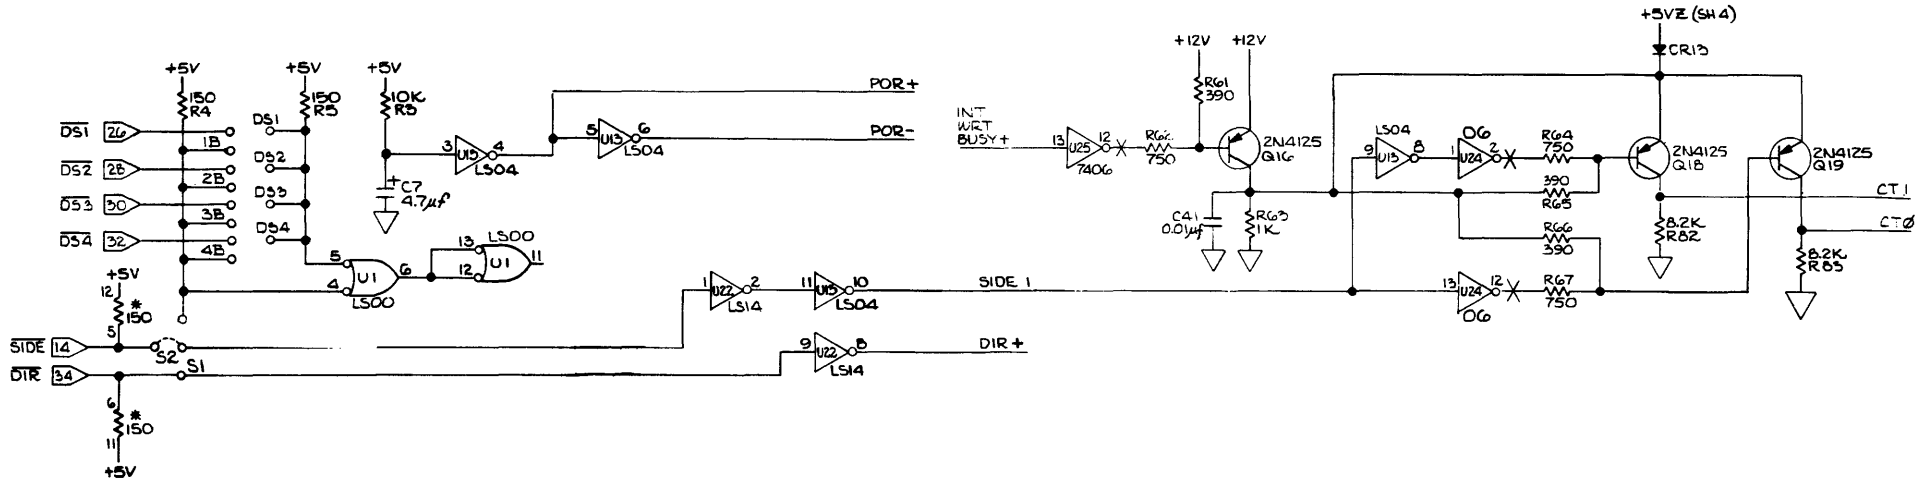 +5VZ (SH4)
CR13
+12V
+12V
+5V
+5V
+5V
150
R4
150
R5
10K
R3
R61
390
POR+
POR-
DS1 26
DS1
1B
DS2 28
DS2
2B
DS3 30
DS3
3B
DS4 32
DS4
4B
3 U15 4
LS04
5 U13 6
LS04
+ C7
4.7µf
INT
WRT
BUSY+
13 U25 12
7406
R62
750
2N4125
Q16
C41
0.01µf
R63
1K
LS04
9 U13 8
06
1 U24 2
R64
750
390
R65
2N4125
Q18
2N4125
Q19
CT1
CTØ
R66
390
8.2K
R82
8.2K
R83
5
4
U1
6
LS00
13
12
LS00
U1
11
+5V
12
*
150
5
1 U22 2
LS14
11 U15 10
LS04
SIDE 1
13 U24 12
06
R67
750
SIDE 14
S2
DIR 34
S1
9 U22 8
LS14
DIR+
6
*
150
11
+5V